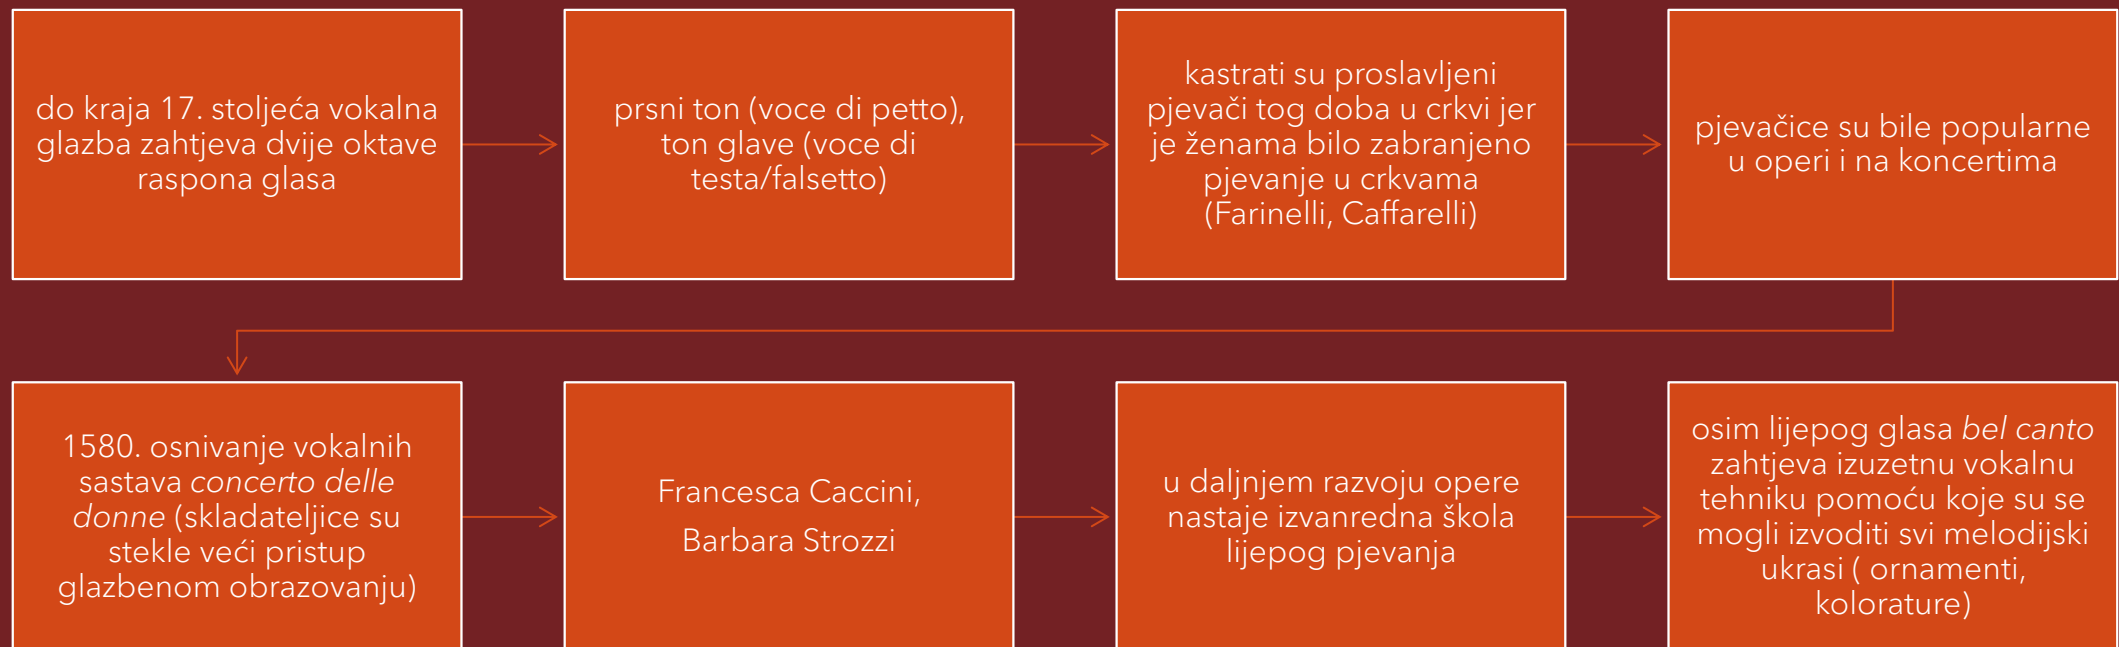 do kraja 17. stoljeća vokalna
glazba zahtjeva dvije oktave
raspona glasa
prsni ton (voce di petto),
ton glave (voce di
testa/falsetto)
kastrati su proslavljeni
pjevači tog doba u crkvi jer
je ženama bilo zabranjeno
pjevanje u crkvama
(Farinelli, Caffarelli)
pjevačice su bile popularne
u operi i na koncertima
1580. osnivanje vokalnih
sastava concerto delle
donne (skladateljice su
stekle veći pristup
glazbenom obrazovanju)
Francesca Caccini,
Barbara Strozzi
u daljnjem razvoju opere
nastaje izvanredna škola
lijepog pjevanja
osim lijepog glasa bel canto
zahtjeva izuzetnu vokalnu
tehniku pomoću koje su se
mogli izvoditi svi melodijski
ukrasi ( ornamenti,
kolorature)